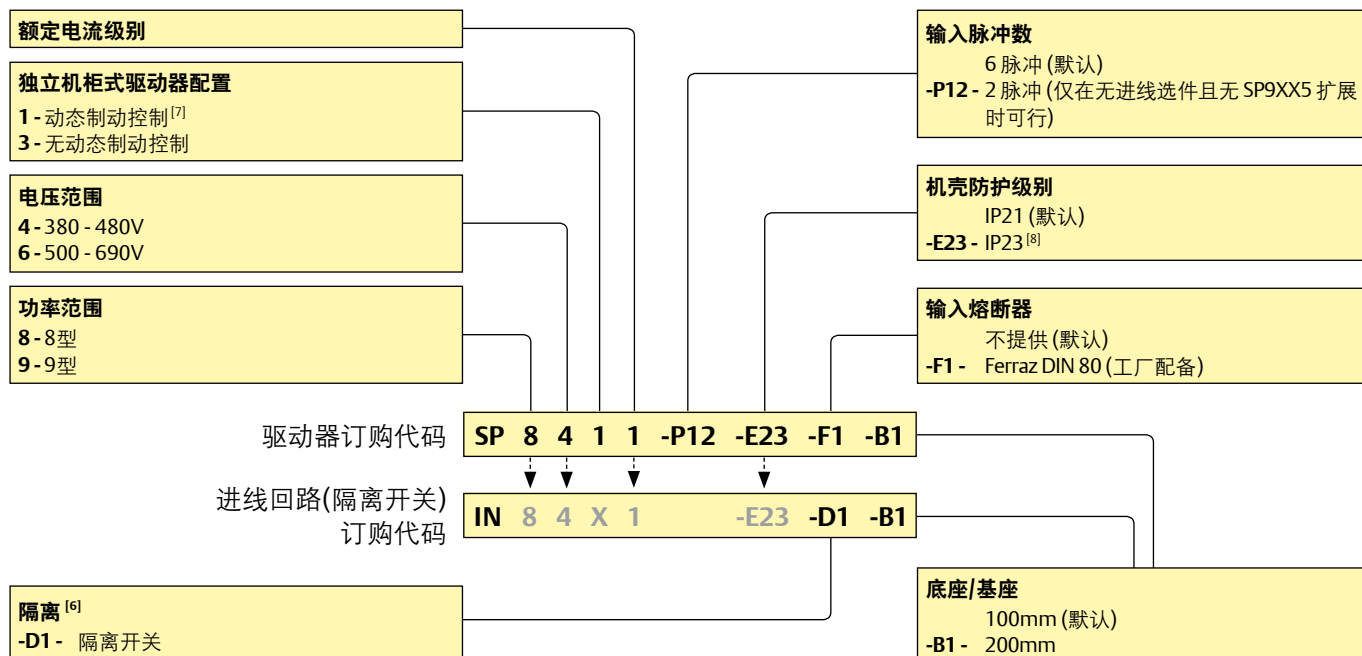 额定电流级别
独立机柜式驱动器配置
1 - 动态制动控制 [7]
3 - 无动态制动控制
电压范围
4 - 380 - 480V
6 - 500 - 690V
功率范围
8 - 8型
9 - 9型
输入脉冲数
6 脉冲 (默认)
-P12 - 2 脉冲 (仅在无进线选件且无 SP9XX5 扩展
时可行)
机壳防护级别
IP21 (默认)
-E23 - IP23 [8]
输入熔断器
不提供 (默认)
-F1 - Ferraz DIN 80 (工厂配备)
驱动器订购代码 SP 8 4 1 1 -P12 -E23 -F1 -B1
进线回路(隔离开关)
订购代码
IN 8 4 X 1 -E23 -D1 -B1
隔离 [6]
-D1 - 隔离开关
底座/基座
100mm (默认)
-B1 - 200mm